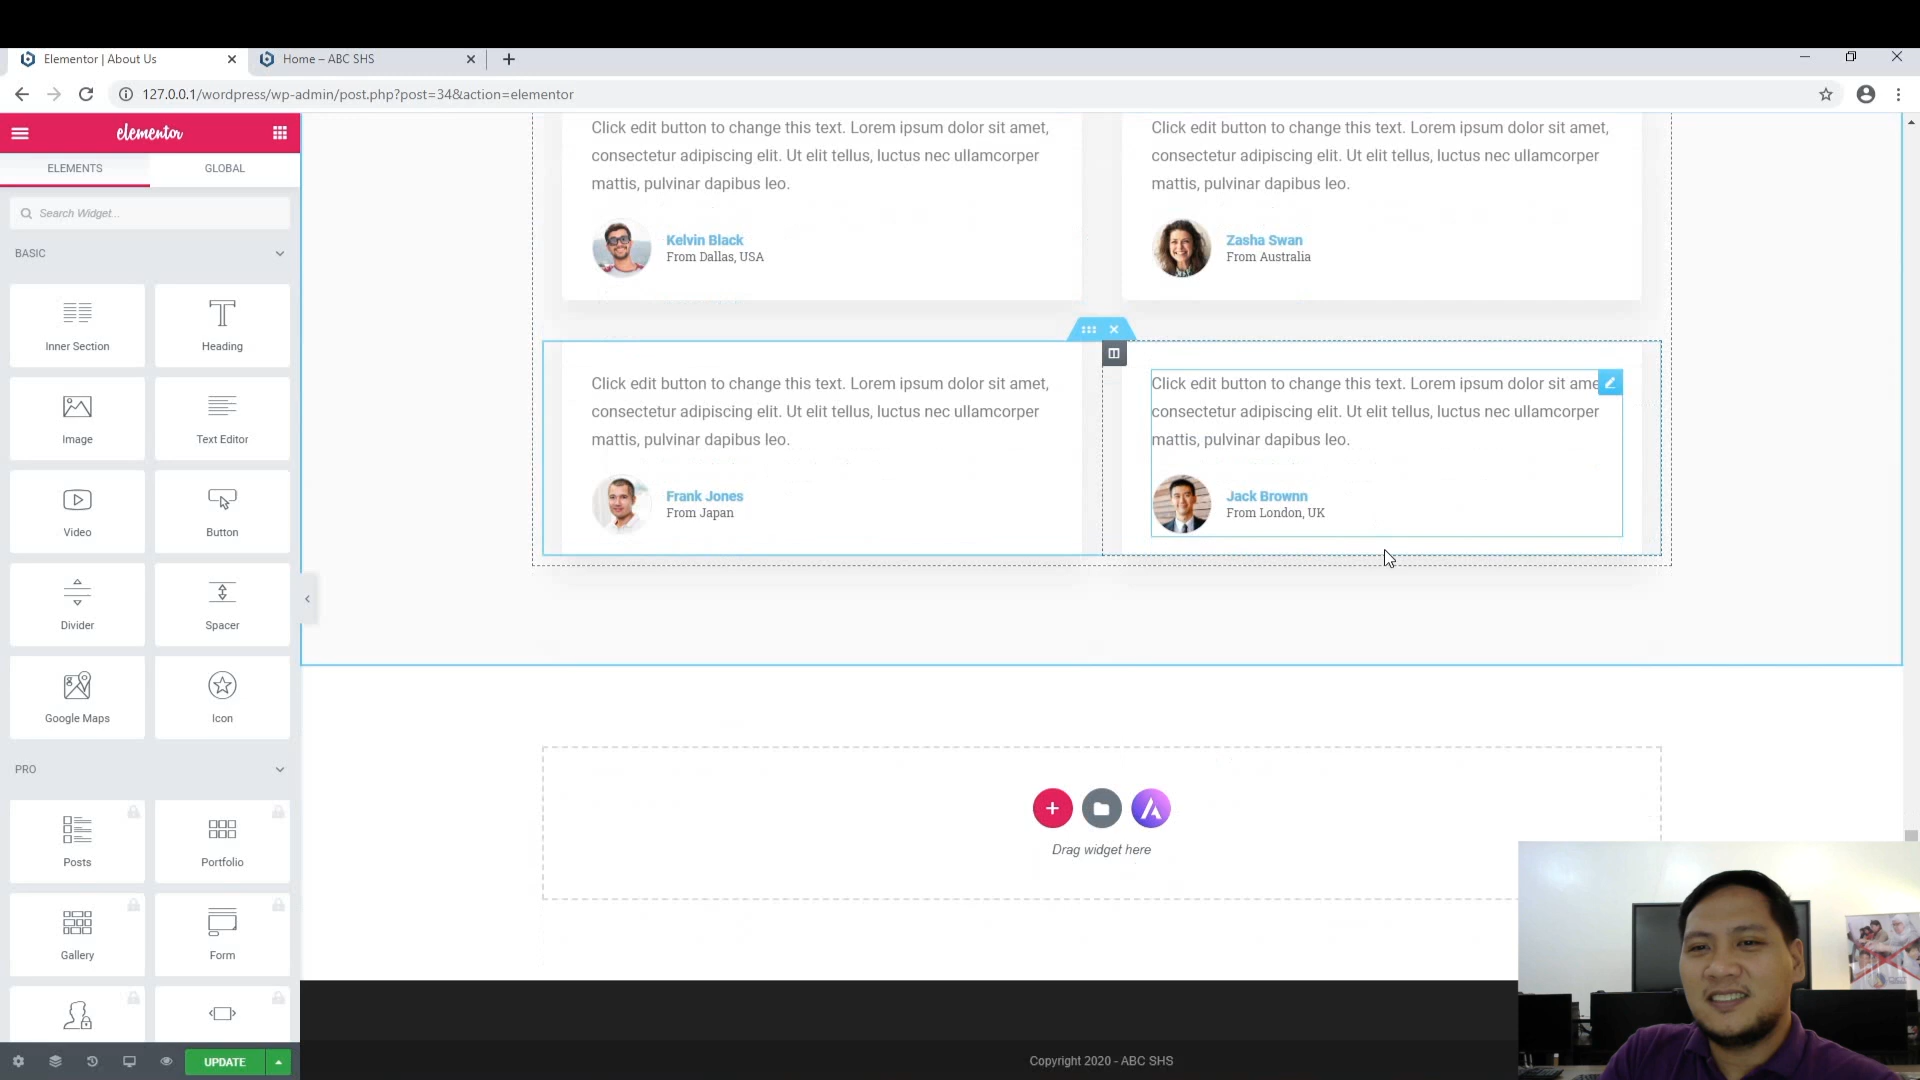 Elementor | About Us
Home – ABC SHS
127.0.0.1/wordpress/wp-admin/post.php?post=34&action=elementor
elementor
ELEMENTS
GLOBAL
Search Widget...
BASIC
Inner Section
Heading
Image
Text Editor
Video
Button
Divider
Spacer
Google Maps
Icon
PRO
Posts
Portfolio
Gallery
Form
UPDATE
Click edit button to change this text. Lorem ipsum dolor sit amet,
consectetur adipiscing elit. Ut elit tellus, luctus nec ullamcorper
mattis, pulvinar dapibus leo.
Kelvin Black
From Dallas, USA
Click edit button to change this text. Lorem ipsum dolor sit amet,
consectetur adipiscing elit. Ut elit tellus, luctus nec ullamcorper
mattis, pulvinar dapibus leo.
Zasha Swan
From Australia
Click edit button to change this text. Lorem ipsum dolor sit amet,
consectetur adipiscing elit. Ut elit tellus, luctus nec ullamcorper
mattis, pulvinar dapibus leo.
Frank Jones
From Japan
Click edit button to change this text. Lorem ipsum dolor sit ame
consectetur adipiscing elit. Ut elit tellus, luctus nec ullamcorper
mattis, pulvinar dapibus leo.
Jack Brownn
From London, UK
Drag widget here
Copyright 2020 - ABC SHS